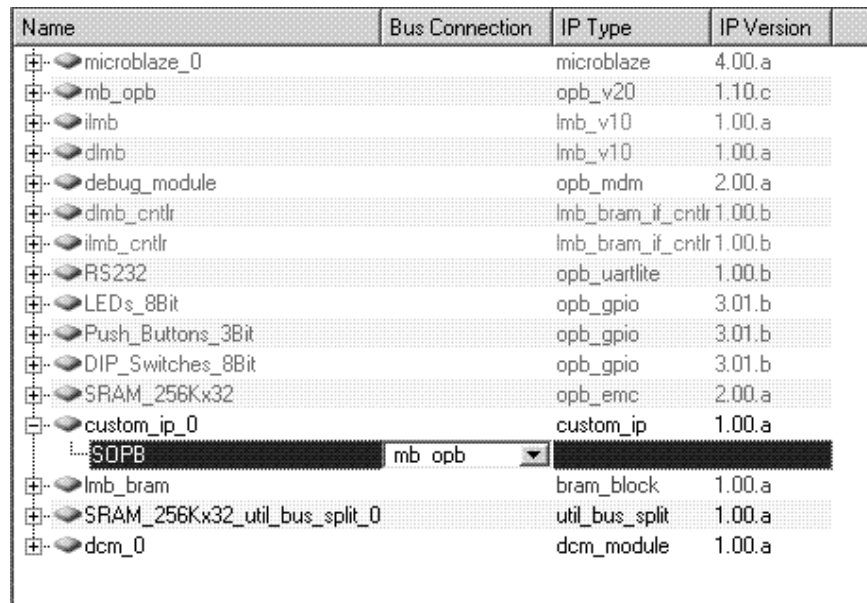 Name Bus Connection IP Type IP Version
microblaze_0 microblaze 4.00.a
mb_opb opb_v20 1.10.c
ilmb lmb_v10 1.00.a
dlmb lmb_v10 1.00.a
debug_module opb_mdm 2.00.a
dlmb_cntlr lmb_bram_if_cntlr 1.00.b
ilmb_cntlr lmb_bram_if_cntlr 1.00.b
RS232 opb_uartlite 1.00.b
LEDs_8Bit opb_gpio 3.01.b
Push_Buttons_3Bit opb_gpio 3.01.b
DIP_Switches_8Bit opb_gpio 3.01.b
SRAM_256Kx32 opb_emc 2.00.a
custom_ip_0 custom_ip 1.00.a
SOPB mb_opb
lmb_bram bram_block 1.00.a
SRAM_256Kx32_util_bus_split_0 util_bus_split 1.00.a
dcm_0 dcm_module 1.00.a